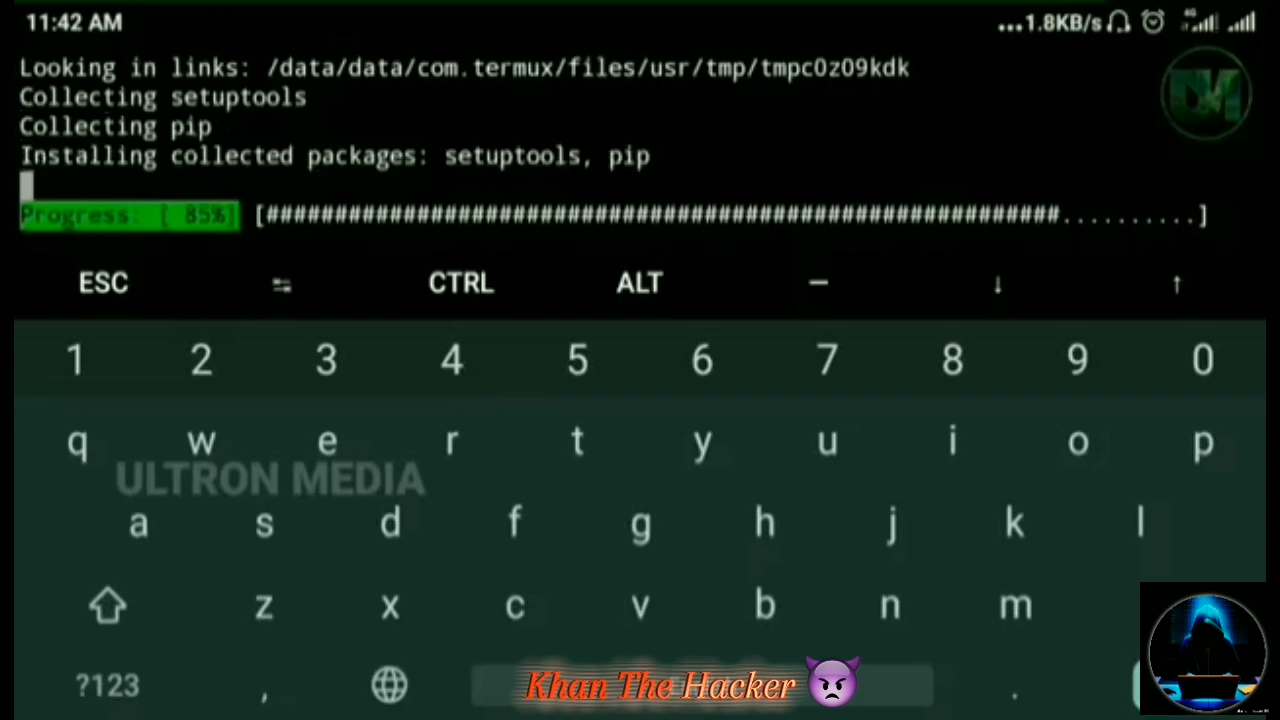 11:42 AM ...1.8KB/s 4G
Looking in links: /data/data/com.termux/files/usr/tmp/tmpc0z09kdk
Collecting setuptools
Collecting pip
Installing collected packages: setuptools, pip
Progress: [ 85%] [##########################################################..........]
ESC CTRL ALT — ↓ ↑
1 2 3 4 5 6 7 8 9 0
q w e r t y u i o p
ULTRON MEDIA
a s d f g h j k l
z x c v b n m
?123 , .
Khan The Hacker 👿